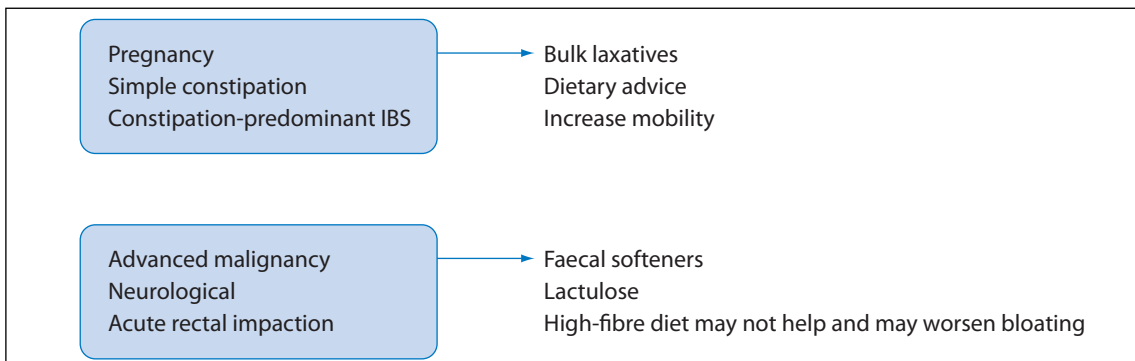 Pregnancy
Simple constipation
Constipation-predominant IBS
Bulk laxatives
Dietary advice
Increase mobility
Advanced malignancy
Neurological
Acute rectal impaction
Faecal softeners
Lactulose
High-fibre diet may not help and may worsen bloating